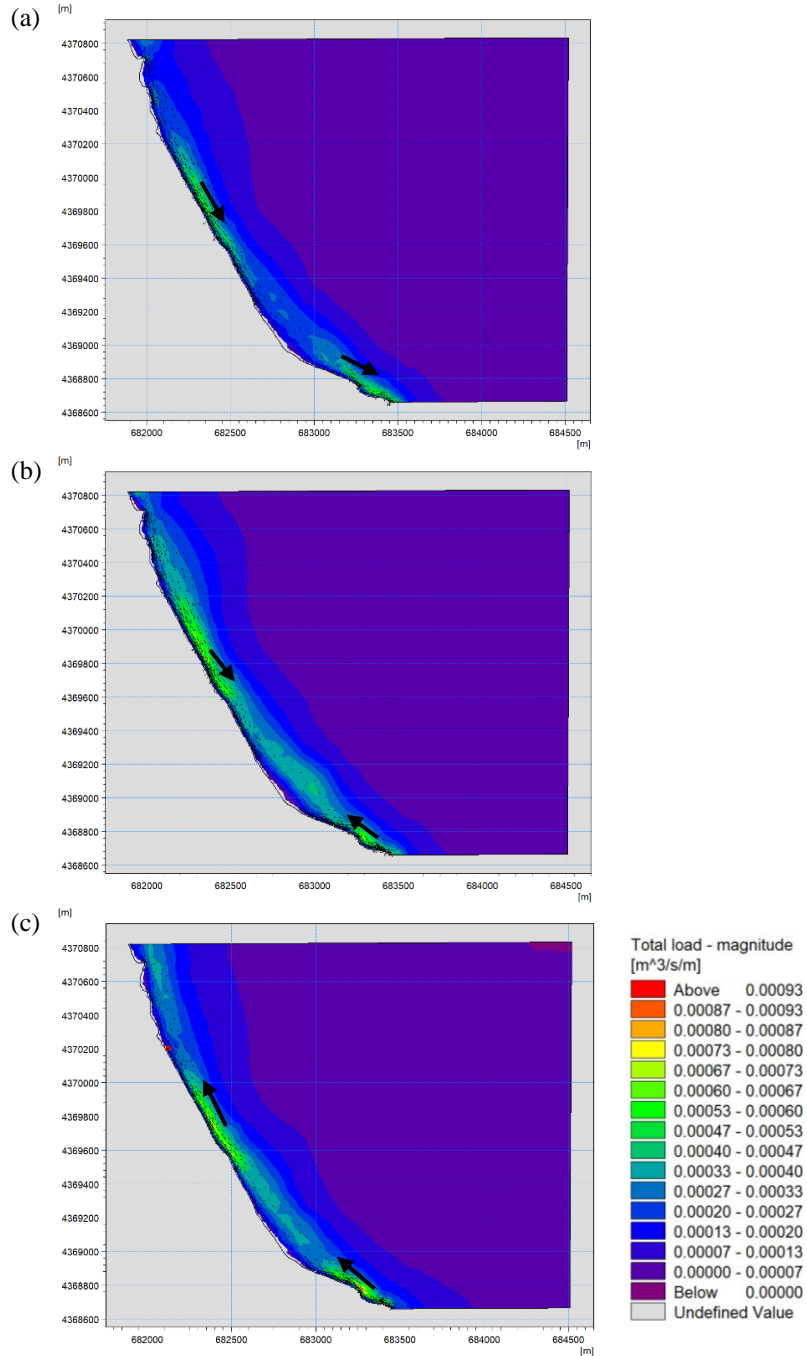 (a)
[m]
4370800
4370600
4370400
4370200
4370000
4369800
4369600
4369400
4369200
4369000
4368800
4368600
682000 682500 683000 683500 684000 684500
[m]
(b)
[m]
4370800
4370600
4370400
4370200
4370000
4369800
4369600
4369400
4369200
4369000
4368800
4368600
682000 682500 683000 683500 684000 684500
[m]
(c)
[m]
4370800
4370600
4370400
4370200
4370000
4369800
4369600
4369400
4369200
4369000
4368800
4368600
682000 682500 683000 683500 684000 684500
[m]
Total load - magnitude
[m^3/s/m]
Above 0.00093
0.00087 - 0.00093
0.00080 - 0.00087
0.00073 - 0.00080
0.00067 - 0.00073
0.00060 - 0.00067
0.00053 - 0.00060
0.00047 - 0.00053
0.00040 - 0.00047
0.00033 - 0.00040
0.00027 - 0.00033
0.00020 - 0.00027
0.00013 - 0.00020
0.00007 - 0.00013
0.00000 - 0.00007
Below 0.00000
Undefined Value